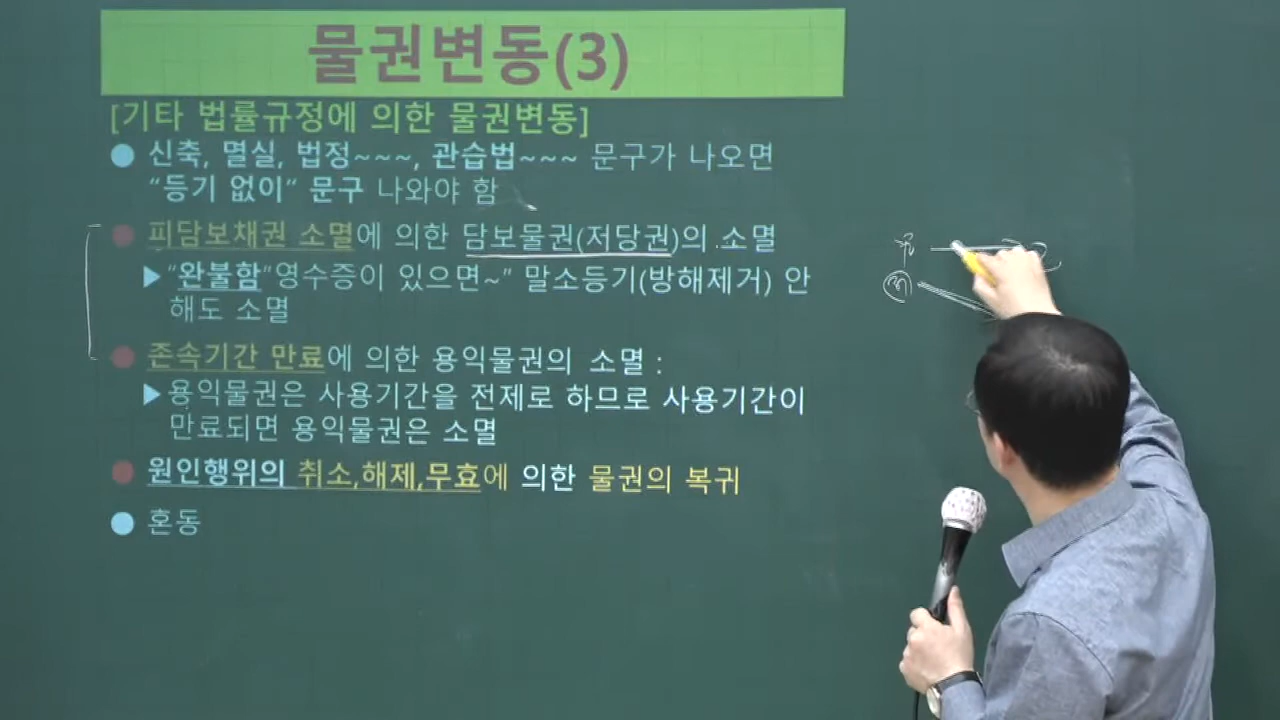 물권변동(3)
[기타 법률규정에 의한 물권변동]
● 신축, 멸실, 법정~~~, 관습법~~~ 문구가 나오면
“등기 없이” 문구 나와야 함
● 피담보채권 소멸에 의한 담보물권(저당권)의 소멸
▶“완불함”영수증이 있으면~” 말소등기(방해제거) 안
해도 소멸
● 존속기간 만료에 의한 용익물권의 소멸 :
▶용익물권은 사용기간을 전제로 하므로 사용기간이
만료되면 용익물권은 소멸
● 원인행위의 취소,해제,무효에 의한 물권의 복귀
● 혼동